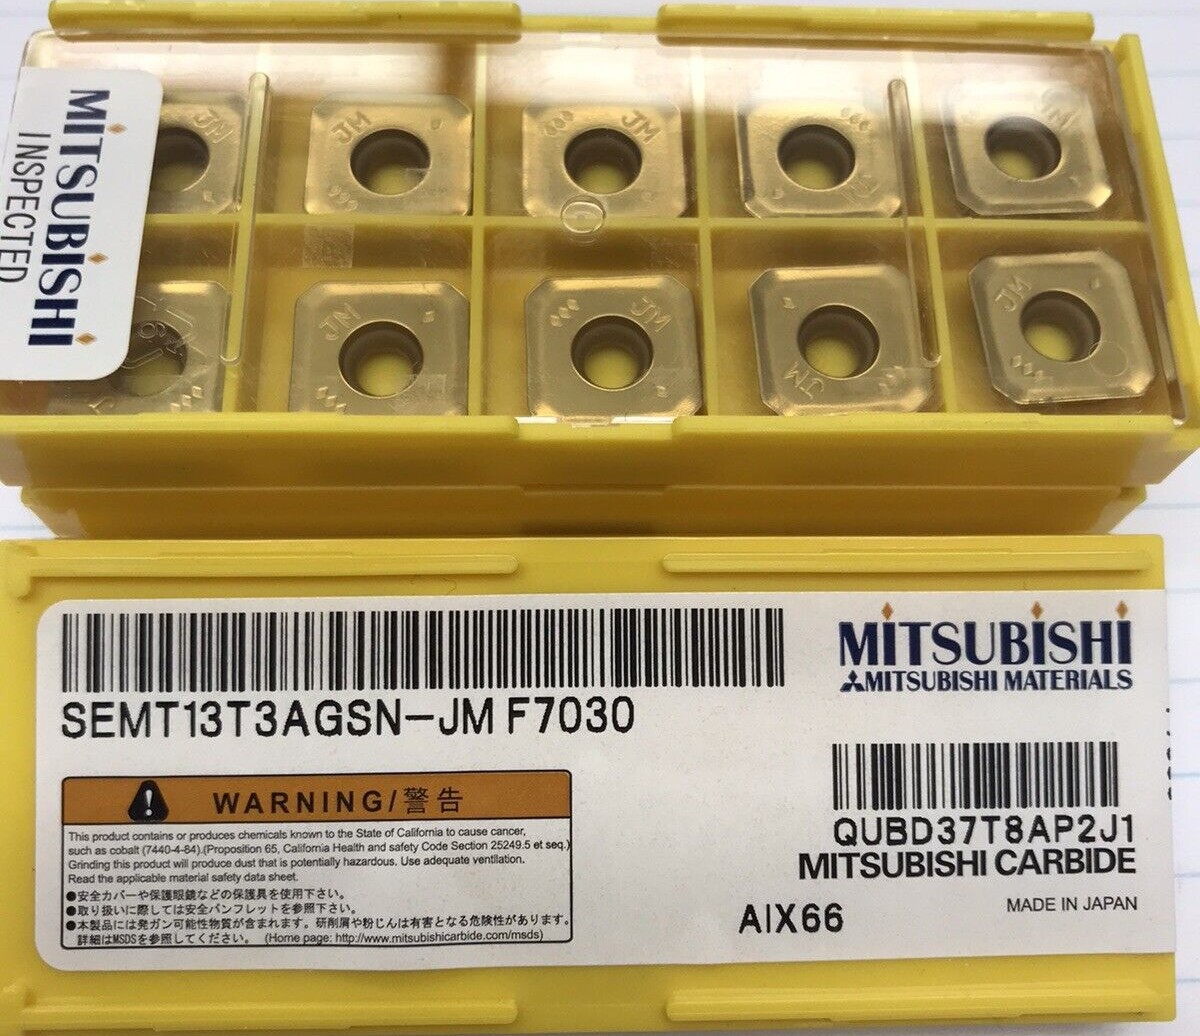 MITSUBISHI
INSPECTED
JM
JM
JM
JM
JM
JM
JM
JM
JM
SEMT13T3AGSN-JM F7030
MITSUBISHI
MITSUBISHI MATERIALS
WARNING/警告
This product contains or produces chemicals known to the State of California to cause cancer,
such as cobalt (7440-4-84).(Proposition 65, California Health and safety Code Section 25249.5 et seq.)
Grinding this product will produce dust that is potentially hazardous. Use adequate ventilation.
Read the applicable material safety data sheet.
●安全カバーや保護眼鏡などの保護具を使用下さい。
●取り扱いに際しては安全パンフレットを参照下さい。
●本製品には発ガン可能性物質が含まれます。研削屑や粉じんは有害となる危険性があります。
詳細はMSDSを参照してください。 (Home page: http://www.mitsubishicarbide.com/msds)
QUBD37T8AP2J1
MITSUBISHI CARBIDE
AIX66
MADE IN JAPAN